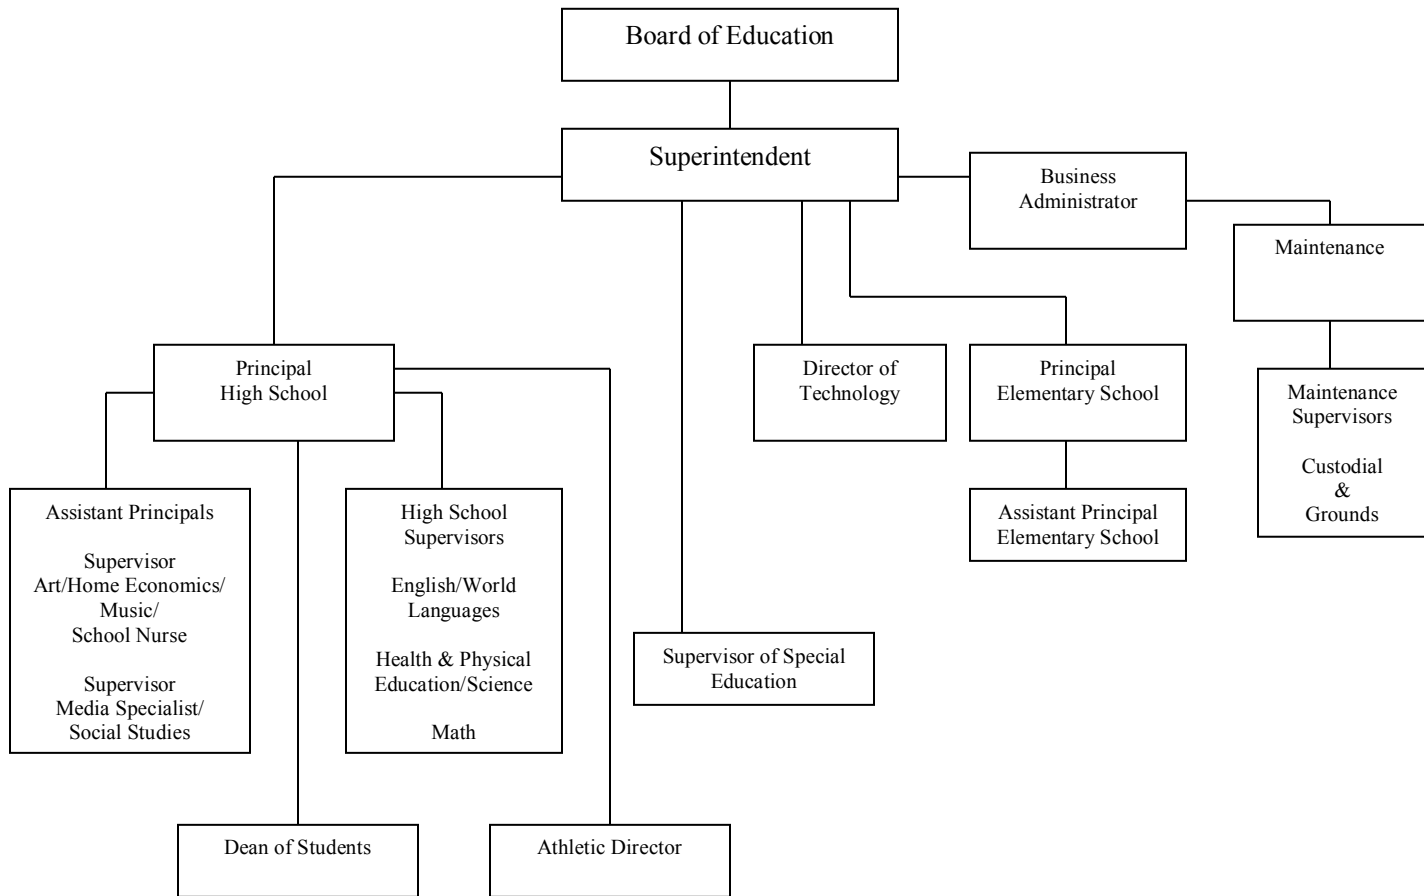 Board of Education
Superintendent
Business
Administrator
Maintenance
Principal
High School
Director of
Technology
Principal
Elementary School
Maintenance
Supervisors
Custodial
&
Grounds
Assistant Principals
Supervisor
Art/Home Economics/
Music/
School Nurse
Supervisor
Media Specialist/
Social Studies
High School
Supervisors
English/World
Languages
Health & Physical
Education/Science
Math
Assistant Principal
Elementary School
Supervisor of Special
Education
Dean of Students
Athletic Director